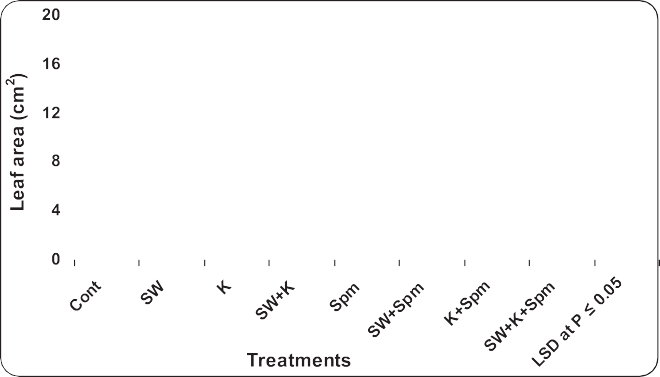 20
16
12
8
4
0
Leaf area (cm²)
Cont
SW
K
SW+K
Spm
SW+Spm
K+Spm
SW+K+Spm
LSD at P ≤ 0.05
Treatments